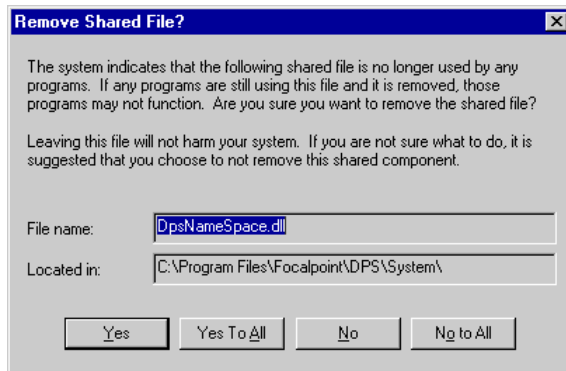 Remove Shared File?
The system indicates that the following shared file is no longer used by any
programs. If any programs are still using this file and it is removed, those
programs may not function. Are you sure you want to remove the shared file?
Leaving this file will not harm your system. If you are not sure what to do, it is
suggested that you choose to not remove this shared component.
File name: DpsNameSpace.dll
Located in: C:\Program Files\Focalpoint\DPS\System\
Yes Yes To All No No to All